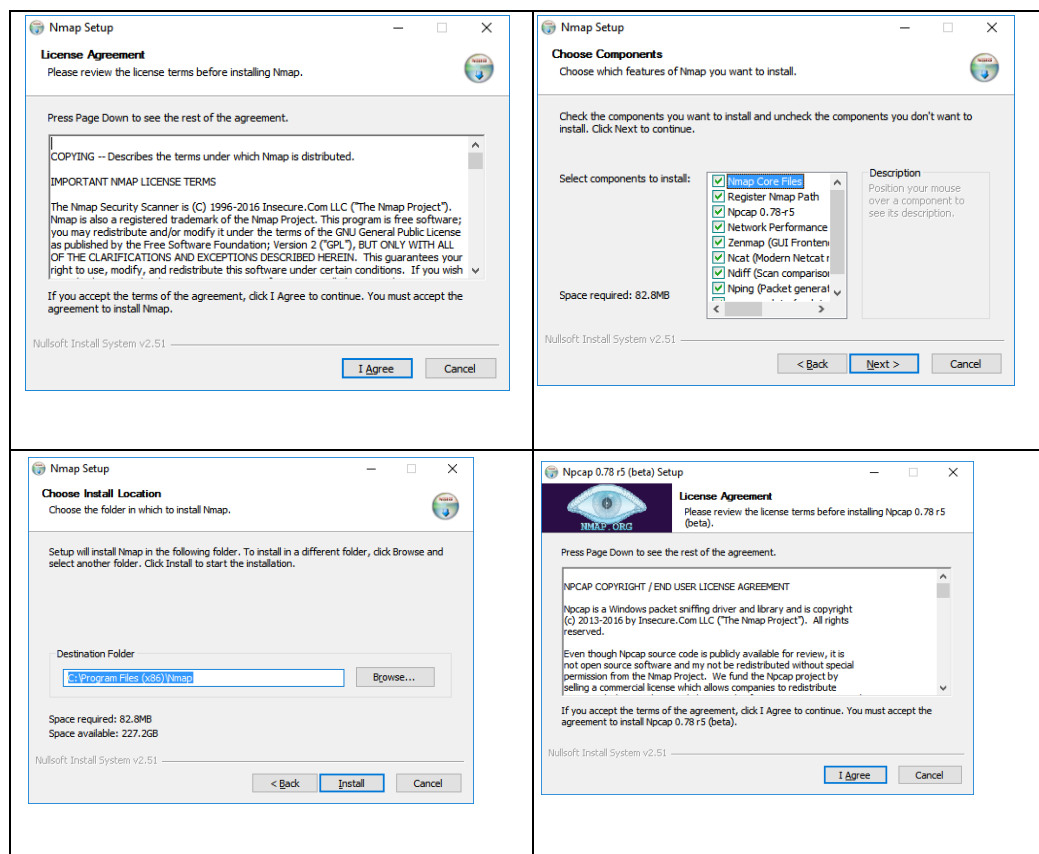 Nmap Setup
License Agreement
Please review the license terms before installing Nmap.
Press Page Down to see the rest of the agreement.
COPYING -- Describes the terms under which Nmap is distributed.
IMPORTANT NMAP LICENSE TERMS
The Nmap Security Scanner is (C) 1996-2016 Insecure.Com LLC ("The Nmap Project").
Nmap is also a registered trademark of the Nmap Project. This program is free software;
you may redistribute and/or modify it under the terms of the GNU General Public License
as published by the Free Software Foundation; Version 2 ("GPL"), BUT ONLY WITH ALL
OF THE CLARIFICATIONS AND EXCEPTIONS DESCRIBED HEREIN. This guarantees your
right to use, modify, and redistribute this software under certain conditions. If you wish
If you accept the terms of the agreement, click I Agree to continue. You must accept the
agreement to install Nmap.
Nullsoft Install System v2.51
I Agree
Cancel
Nmap Setup
Choose Components
Choose which features of Nmap you want to install.
Check the components you want to install and uncheck the components you don't want to
install. Click Next to continue.
Select components to install:
Nmap Core Files
Register Nmap Path
Npcap 0.78-r5
Network Performance
Zenmap (GUI Fronten
Ncat (Modern Netcat r
Ndiff (Scan comparisor
Nping (Packet generat
Description
Position your mouse
over a component to
see its description.
Space required: 82.8MB
Nullsoft Install System v2.51
< Back
Next >
Cancel
Nmap Setup
Choose Install Location
Choose the folder in which to install Nmap.
Setup will install Nmap in the following folder. To install in a different folder, click Browse and
select another folder. Click Install to start the installation.
Destination Folder
C:\Program Files (x86)\Nmap
Browse...
Space required: 82.8MB
Space available: 227.2GB
Nullsoft Install System v2.51
< Back
Install
Cancel
Npcap 0.78 r5 (beta) Setup
NMAP.ORG
License Agreement
Please review the license terms before installing Npcap 0.78 r5
(beta).
Press Page Down to see the rest of the agreement.
NPCAP COPYRIGHT / END USER LICENSE AGREEMENT
Npcap is a Windows packet sniffing driver and library and is copyright
(c) 2013-2016 by Insecure.Com LLC ("The Nmap Project"). All rights
reserved.
Even though Npcap source code is publicly available for review, it is
not open source software and my not be redistributed without special
permission from the Nmap Project. We fund the Npcap project by
selling a commercial license which allows companies to redistribute
If you accept the terms of the agreement, click I Agree to continue. You must accept the
agreement to install Npcap 0.78 r5 (beta).
Nullsoft Install System v2.51
I Agree
Cancel